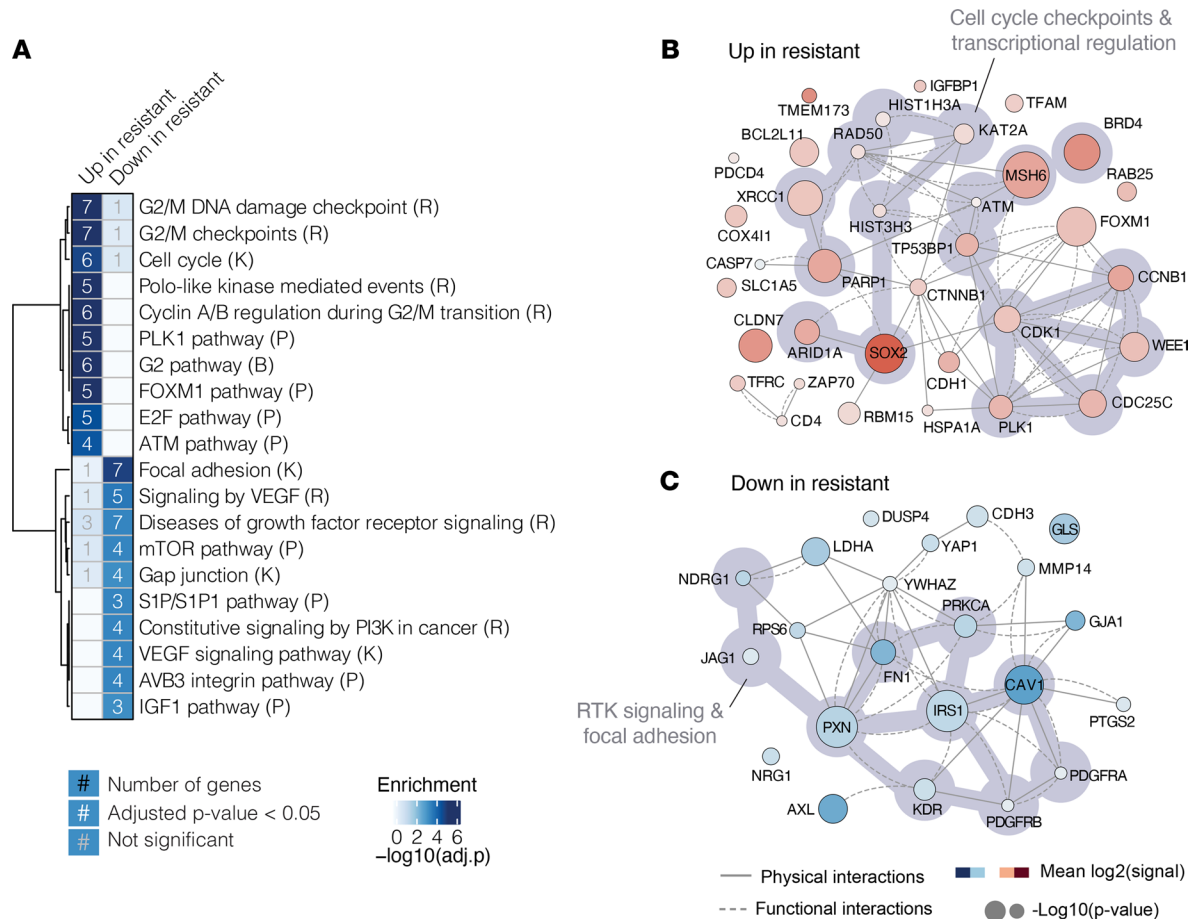 A
Up in resistant
Down in resistant
7 1 G2/M DNA damage checkpoint (R)
7 1 G2/M checkpoints (R)
6 1 Cell cycle (K)
5 Polo-like kinase mediated events (R)
6 Cyclin A/B regulation during G2/M transition (R)
5 PLK1 pathway (P)
6 G2 pathway (B)
5 FOXM1 pathway (P)
5 E2F pathway (P)
4 ATM pathway (P)
1 7 Focal adhesion (K)
1 5 Signaling by VEGF (R)
3 7 Diseases of growth factor receptor signaling (R)
1 4 mTOR pathway (P)
1 4 Gap junction (K)
3 S1P/S1P1 pathway (P)
4 Constitutive signaling by PI3K in cancer (R)
4 VEGF signaling pathway (K)
4 AVB3 integrin pathway (P)
3 IGF1 pathway (P)
# Number of genes
# Adjusted p-value < 0.05
# Not significant
Enrichment
0 2 4 6
−log10(adj.p)
B
Up in resistant
Cell cycle checkpoints &
transcriptional regulation
IGFBP1
TMEM173
HIST1H3A
TFAM
BCL2L11
RAD50
KAT2A
BRD4
PDCD4
MSH6
RAB25
XRCC1
ATM
COX4I1
HIST3H3
FOXM1
TP53BP1
CASP7
PARP1
CCNB1
SLC1A5
CTNNB1
CLDN7
ARID1A
CDK1
SOX2
WEE1
CDH1
TFRC
ZAP70
CDC25C
CD4
RBM15
HSPA1A
PLK1
C
Down in resistant
DUSP4
CDH3
GLS
LDHA
YAP1
MMP14
NDRG1
YWHAZ
PRKCA
RPS6
GJA1
JAG1
FN1
CAV1
RTK signaling &
focal adhesion
PXN
IRS1
PTGS2
NRG1
PDGFRA
AXL
KDR
PDGFRB
Physical interactions
Mean log2(signal)
Functional interactions
-Log10(p-value)